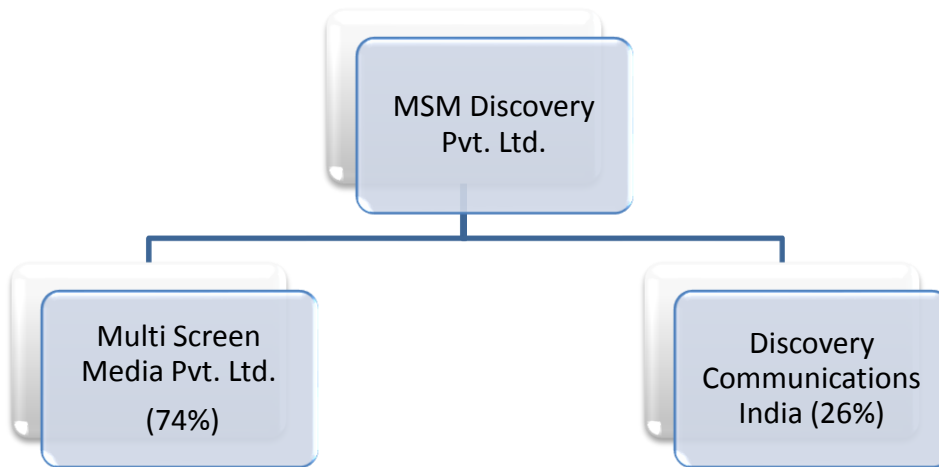 MSM Discovery
Pvt. Ltd.
Multi Screen
Media Pvt. Ltd.
(74%)
Discovery
Communications
India (26%)